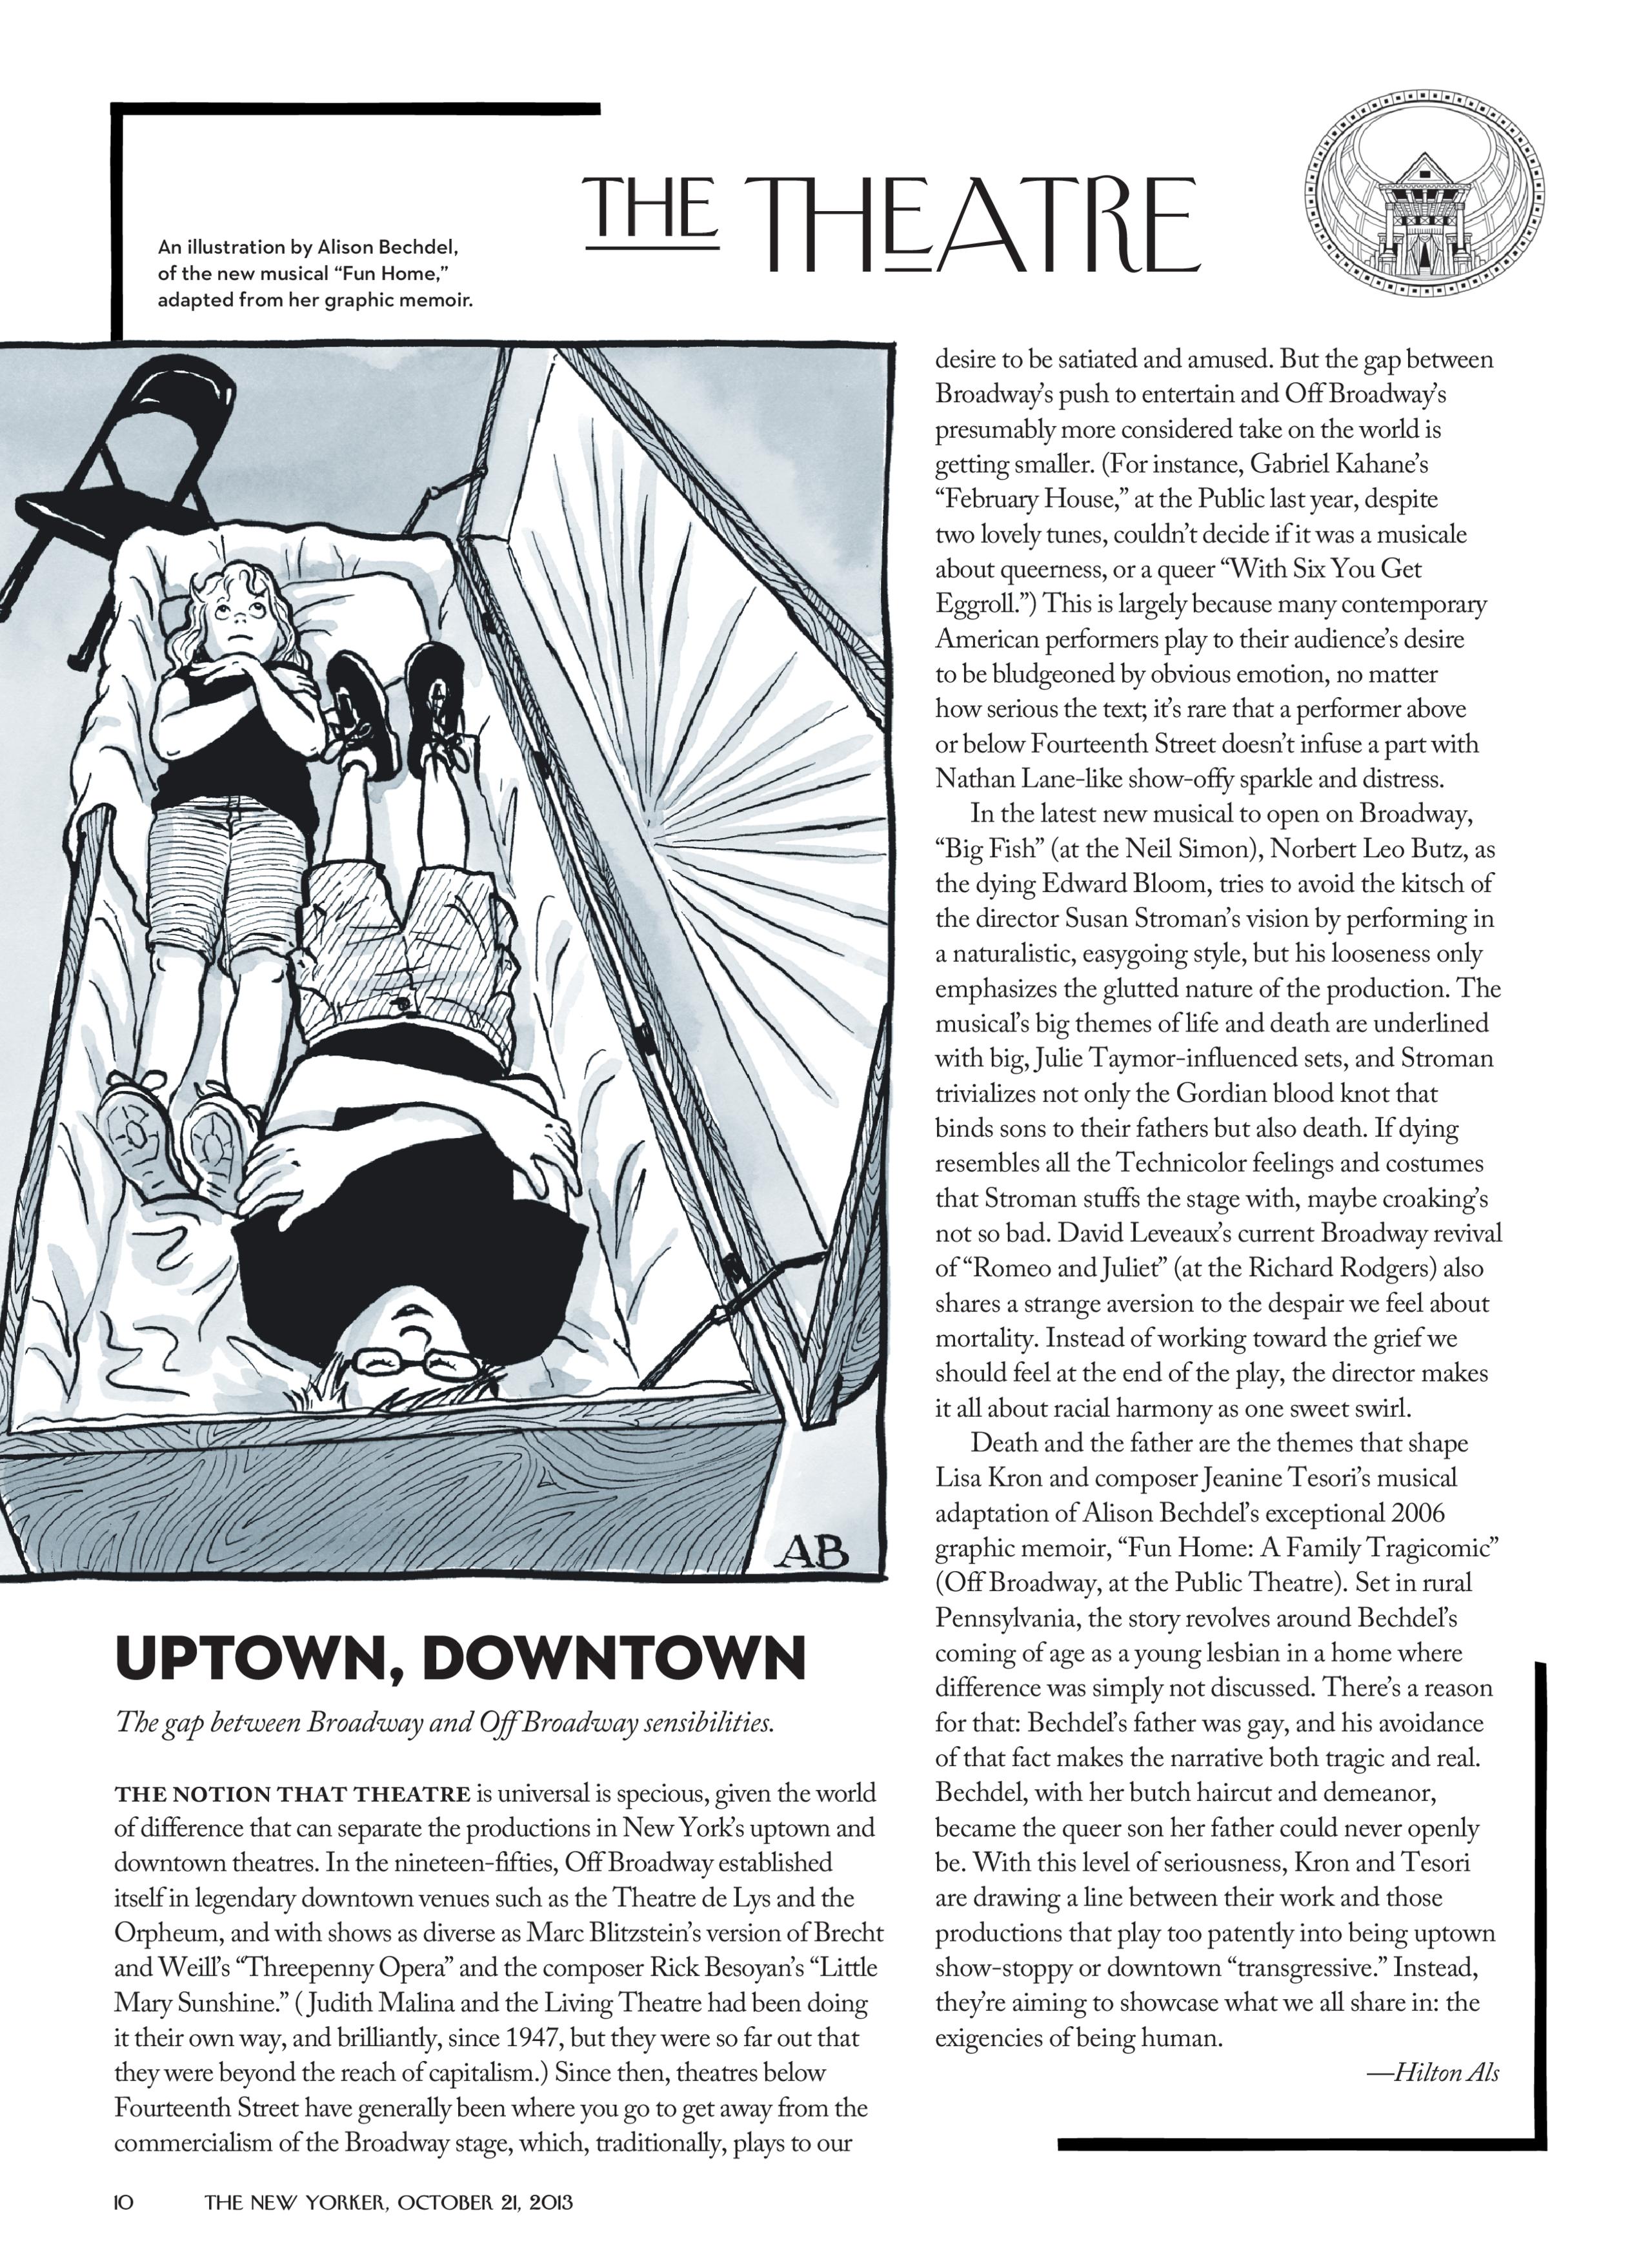 THE THEATRE
An illustration by Alison Bechdel,
of the new musical “Fun Home,”
adapted from her graphic memoir.
AB
UPTOWN, DOWNTOWN
The gap between Broadway and Off Broadway sensibilities.
THE NOTION THAT THEATRE is universal is specious, given the world
of difference that can separate the productions in New York’s uptown and
downtown theatres. In the nineteen-fifties, Off Broadway established
itself in legendary downtown venues such as the Theatre de Lys and the
Orpheum, and with shows as diverse as Marc Blitzstein’s version of Brecht
and Weill’s “Threepenny Opera” and the composer Rick Besoyan’s “Little
Mary Sunshine.” (Judith Malina and the Living Theatre had been doing
it their own way, and brilliantly, since 1947, but they were so far out that
they were beyond the reach of capitalism.) Since then, theatres below
Fourteenth Street have generally been where you go to get away from the
commercialism of the Broadway stage, which, traditionally, plays to our
desire to be satiated and amused. But the gap between
Broadway’s push to entertain and Off Broadway’s
presumably more considered take on the world is
getting smaller. (For instance, Gabriel Kahane’s
“February House,” at the Public last year, despite
two lovely tunes, couldn’t decide if it was a musicale
about queerness, or a queer “With Six You Get
Eggroll.”) This is largely because many contemporary
American performers play to their audience’s desire
to be bludgeoned by obvious emotion, no matter
how serious the text; it’s rare that a performer above
or below Fourteenth Street doesn’t infuse a part with
Nathan Lane-like show-offy sparkle and distress.
In the latest new musical to open on Broadway,
“Big Fish” (at the Neil Simon), Norbert Leo Butz, as
the dying Edward Bloom, tries to avoid the kitsch of
the director Susan Stroman’s vision by performing in
a naturalistic, easygoing style, but his looseness only
emphasizes the glutted nature of the production. The
musical’s big themes of life and death are underlined
with big, Julie Taymor-influenced sets, and Stroman
trivializes not only the Gordian blood knot that
binds sons to their fathers but also death. If dying
resembles all the Technicolor feelings and costumes
that Stroman stuffs the stage with, maybe croaking’s
not so bad. David Leveaux’s current Broadway revival
of “Romeo and Juliet” (at the Richard Rodgers) also
shares a strange aversion to the despair we feel about
mortality. Instead of working toward the grief we
should feel at the end of the play, the director makes
it all about racial harmony as one sweet swirl.
Death and the father are the themes that shape
Lisa Kron and composer Jeanine Tesori’s musical
adaptation of Alison Bechdel’s exceptional 2006
graphic memoir, “Fun Home: A Family Tragicomic”
(Off Broadway, at the Public Theatre). Set in rural
Pennsylvania, the story revolves around Bechdel’s
coming of age as a young lesbian in a home where
difference was simply not discussed. There’s a reason
for that: Bechdel’s father was gay, and his avoidance
of that fact makes the narrative both tragic and real.
Bechdel, with her butch haircut and demeanor,
became the queer son her father could never openly
be. With this level of seriousness, Kron and Tesori
are drawing a line between their work and those
productions that play too patently into being uptown
show-stoppy or downtown “transgressive.” Instead,
they’re aiming to showcase what we all share in: the
exigencies of being human.
—Hilton Als
10 THE NEW YORKER, OCTOBER 21, 2013